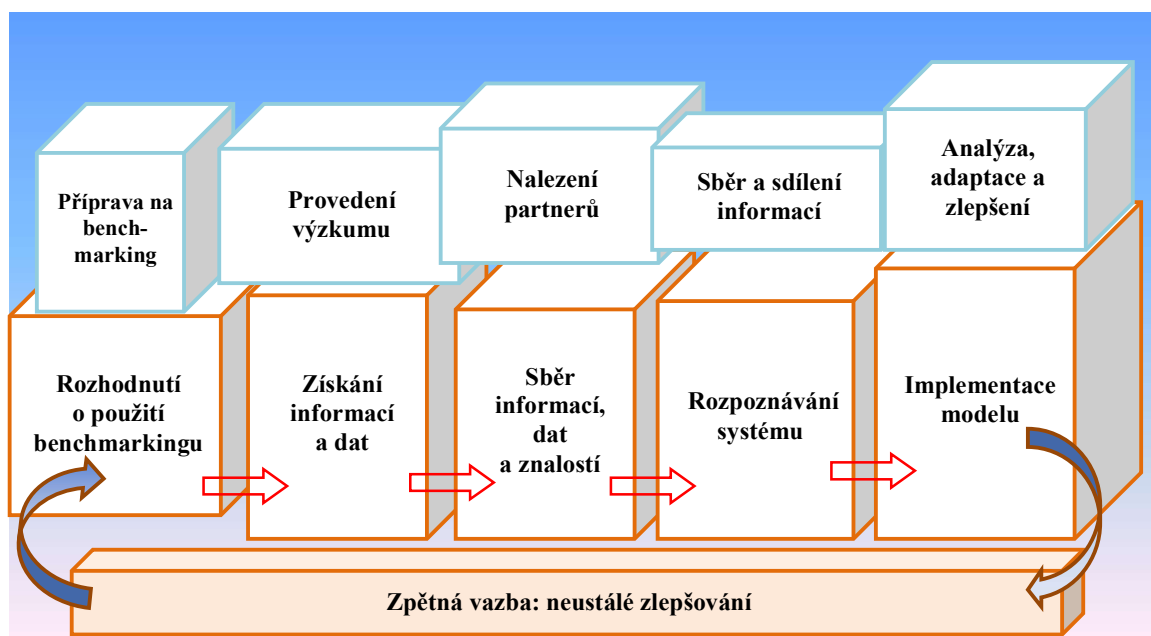 Příprava na
bench-
marking
Provedení
výzkumu
Nalezení
partnerů
Sběr a sdílení
informací
Analýza,
adaptace a
zlepšení
Rozhodnutí
o použití
benchmarkingu
Získání
informací
a dat
Sběr
informací,
dat
a znalostí
Rozpoznávání
systému
Implementace
modelu
Zpětná vazba: neustálé zlepšování